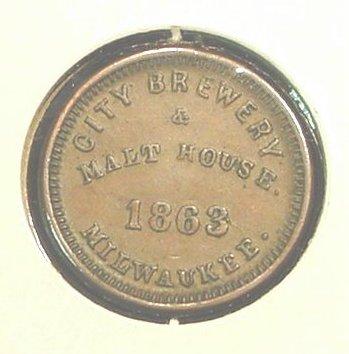 CITY BREWERY
&
MALT HOUSE.
1863
MILWAUKEE.